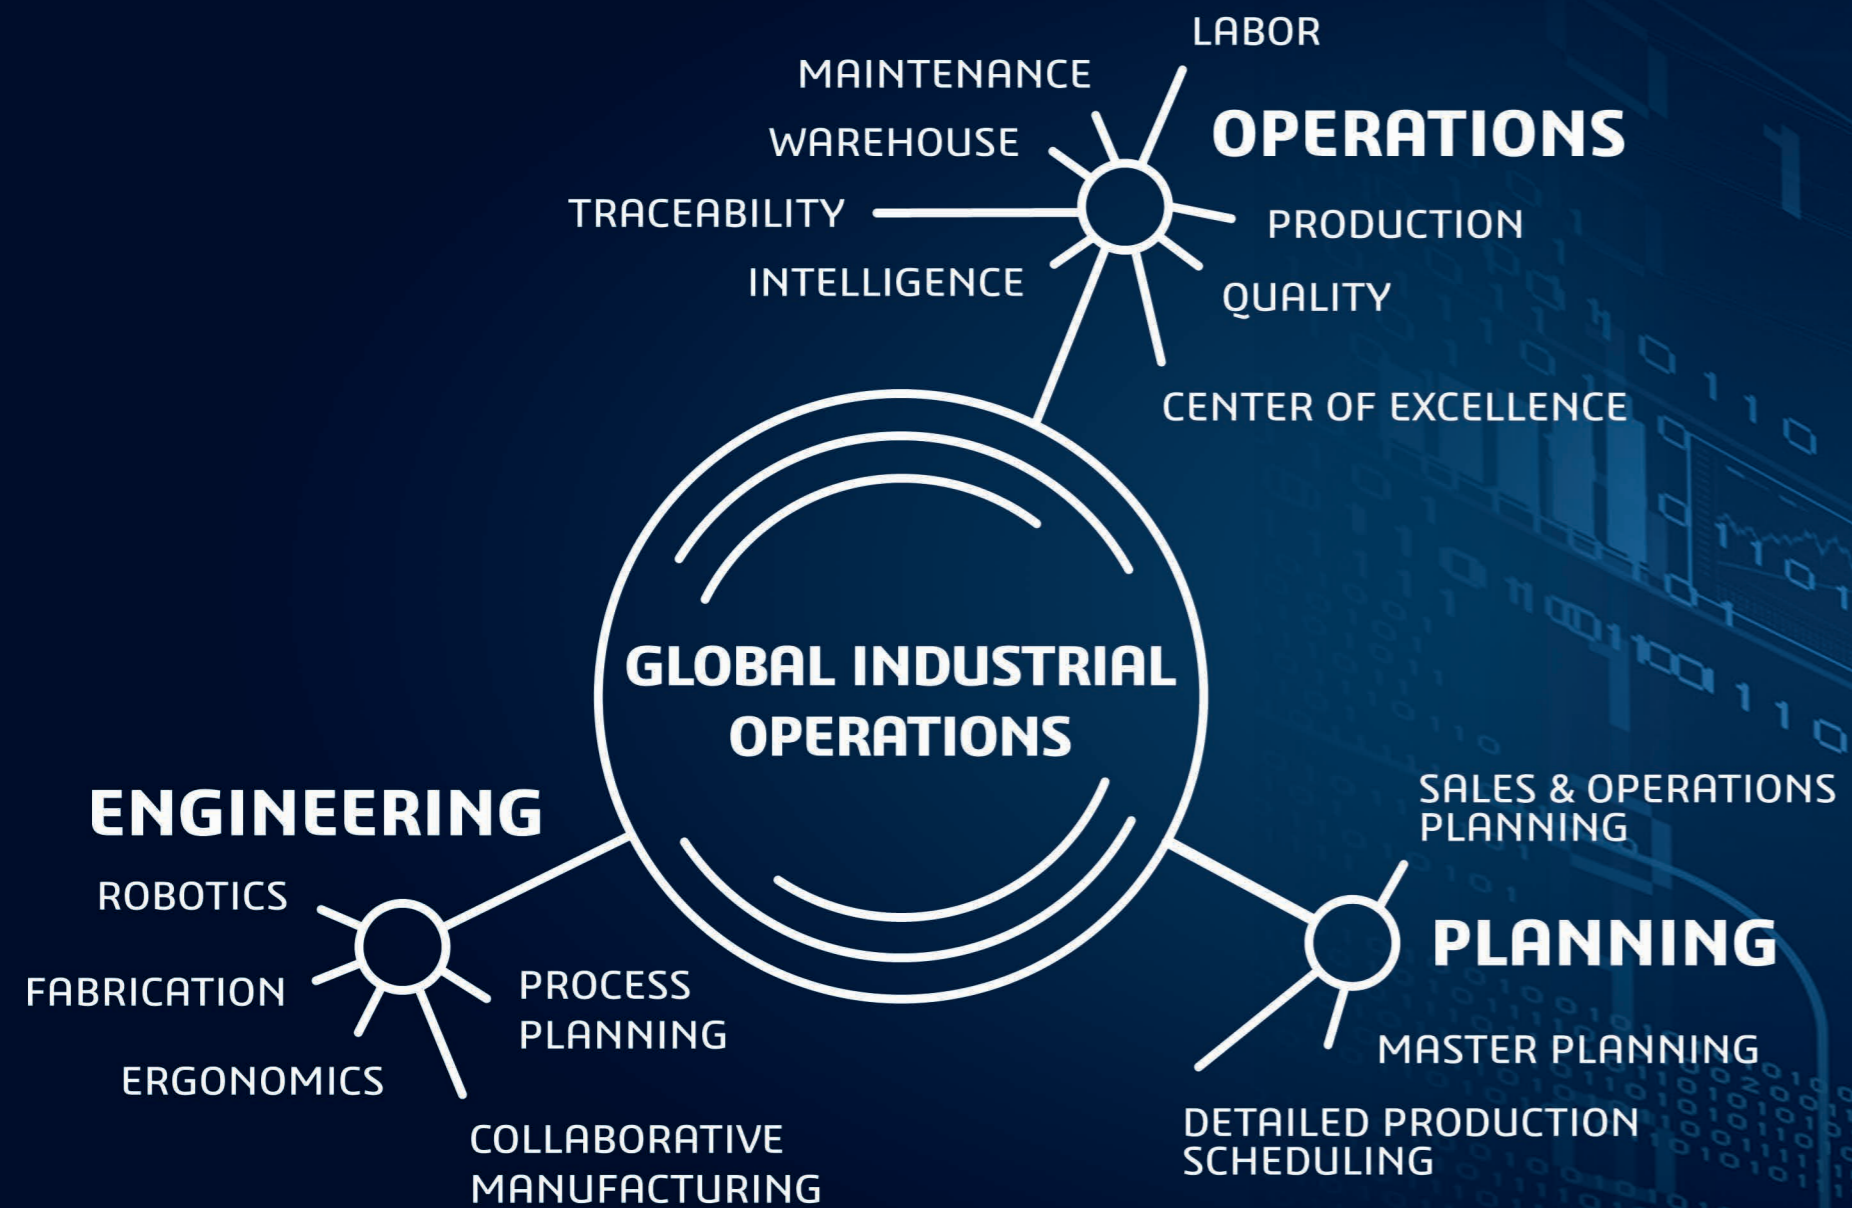 LABOR
MAINTENANCE
OPERATIONS
WAREHOUSE
TRACEABILITY
PRODUCTION
INTELLIGENCE
QUALITY
CENTER OF EXCELLENCE
GLOBAL INDUSTRIAL
OPERATIONS
ENGINEERING
ROBOTICS
FABRICATION
PROCESS
PLANNING
ERGONOMICS
COLLABORATIVE
MANUFACTURING
SALES & OPERATIONS
PLANNING
PLANNING
MASTER PLANNING
DETAILED PRODUCTION
SCHEDULING